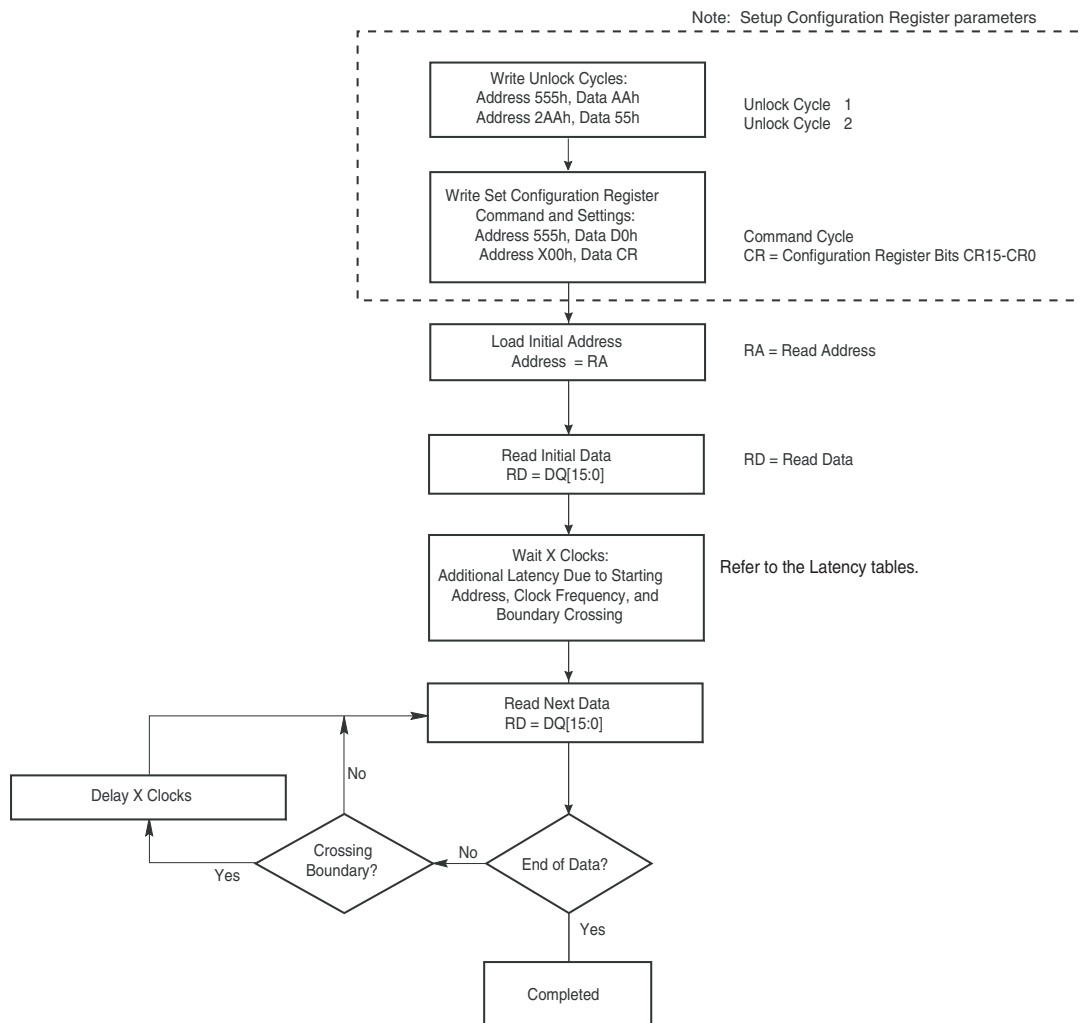 Note: Setup Configuration Register parameters
Write Unlock Cycles:
Address 555h, Data AAh
Address 2AAh, Data 55h
Unlock Cycle 1
Unlock Cycle 2
Write Set Configuration Register
Command and Settings:
Address 555h, Data D0h
Address X00h, Data CR
Command Cycle
CR = Configuration Register Bits CR15-CR0
Load Initial Address
Address = RA
RA = Read Address
Read Initial Data
RD = DQ[15:0]
RD = Read Data
Wait X Clocks:
Additional Latency Due to Starting
Address, Clock Frequency, and
Boundary Crossing
Refer to the Latency tables.
Read Next Data
RD = DQ[15:0]
No
Delay X Clocks
Crossing
Boundary?
Yes
No
End of Data?
Yes
Completed